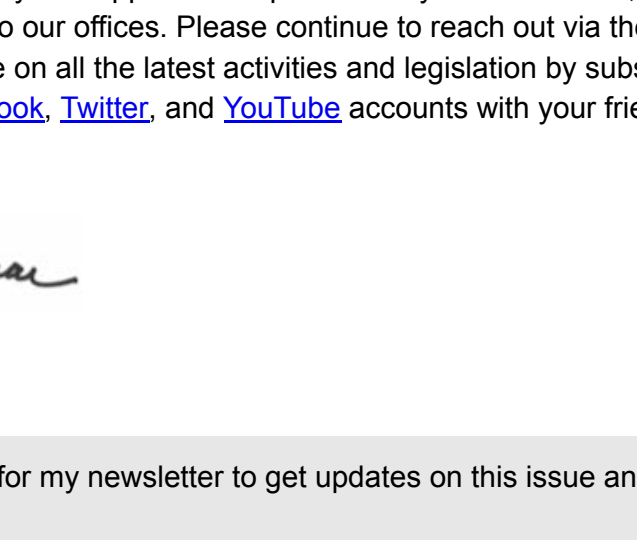 o our offices. Please continue to reach out via the
e on all the latest activities and legislation by subs
ook, Twitter, and YouTube accounts with your frie
for my newsletter to get updates on this issue an